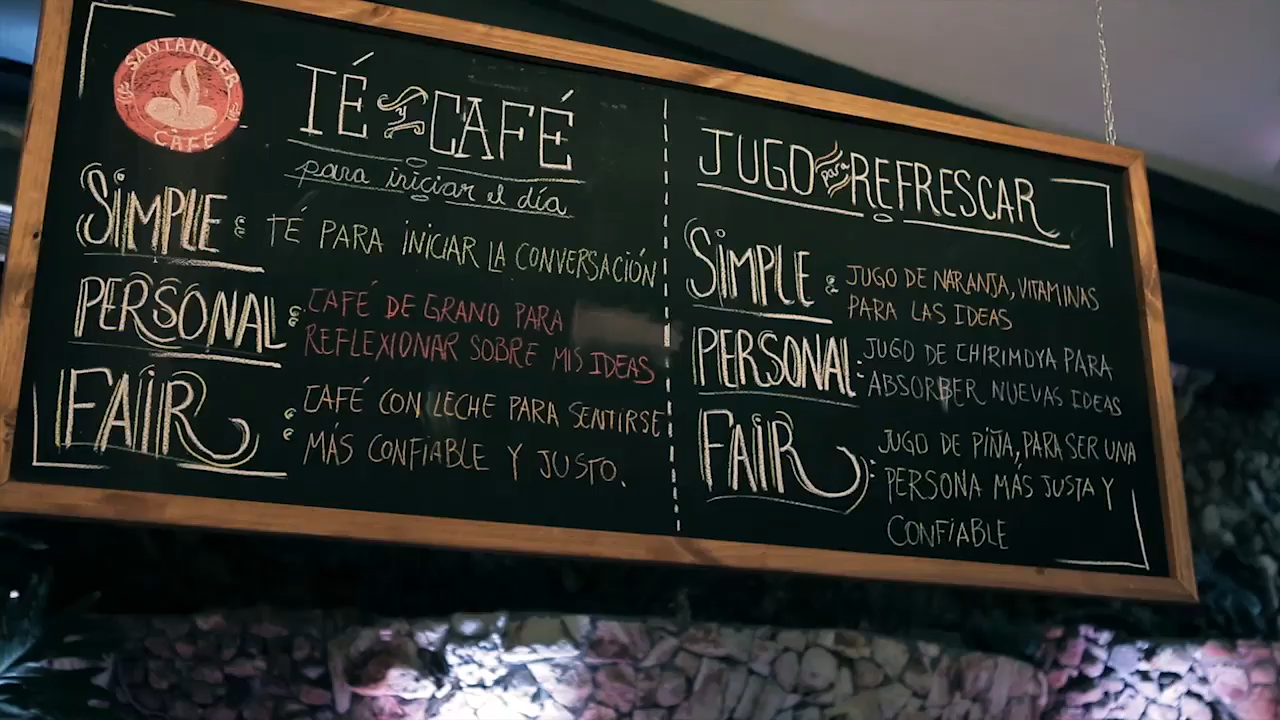 SANTANDER
CAFÉ
TÉ y CAFÉ
para iniciar el día
SiMPLE: TÉ PARA iNiCiAR LA CONVERSACIÓN
PERSONAL: CAFÉ DE GRANO PARA
REFLEXIONAR SOBRE MIS IDEAS
FAiR: CAFÉ CON LECHE PARA SENTIRSE
MÁS CONFiABLE Y JUSTO.
JUGO para REFRESCAR
SiMPLE: JUGO DE NARANJA, VITAMINAS
PARA LAS IDEAS
PERSONAL: JUGO DE CHIRIMOYA PARA
ABSORBER NUEVAS IDEAS
FAiR: JUGO DE PIÑA, PARA SER UNA
PERSONA MÁS JUSTA Y
CONFIABLE